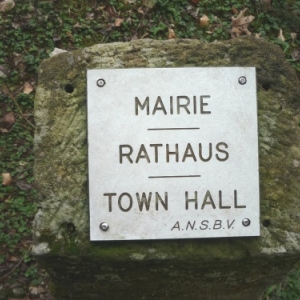 MAIRIE
RATHAUS
TOWN HALL
A.N.S.B.V.